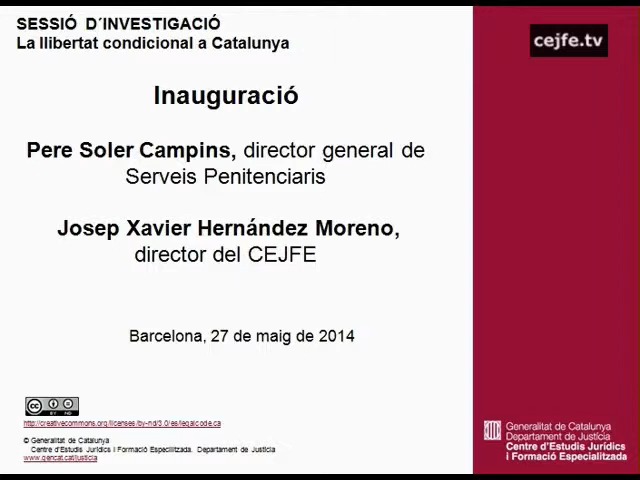 SESSIÓ D´INVESTIGACIÓ
La llibertat condicional a Catalunya
cejfe.tv
Inauguració
Pere Soler Campins, director general de
Serveis Penitenciaris
Josep Xavier Hernández Moreno,
director del CEJFE
Barcelona, 27 de maig de 2014
cc
BY ND
http://creativecommons.org/licenses/by-nd/3.0/es/legalcode.ca
© Generalitat de Catalunya
Centre d'Estudis Jurídics i Formació Especialitzada. Departament de Justícia
www.gencat.cat/justicia
Generalitat de Catalunya
Departament de Justícia
Centre d'Estudis Jurídics
i Formació Especialitzada